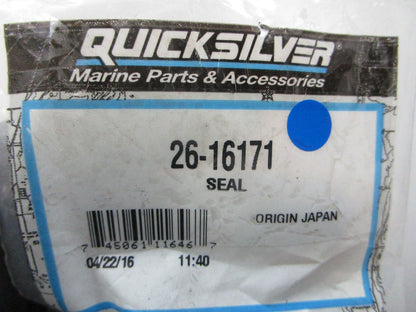 QUICKSILVER
Marine Parts & Accessories
26-16171
SEAL
ORIGIN JAPAN
7 45061 11646 7
04/22/16 11:40